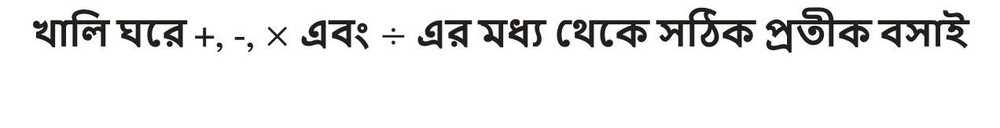 খালি ঘরে +, -, × এবং ÷ এর মধ্য থেকে সঠিক প্রতীক বসাই